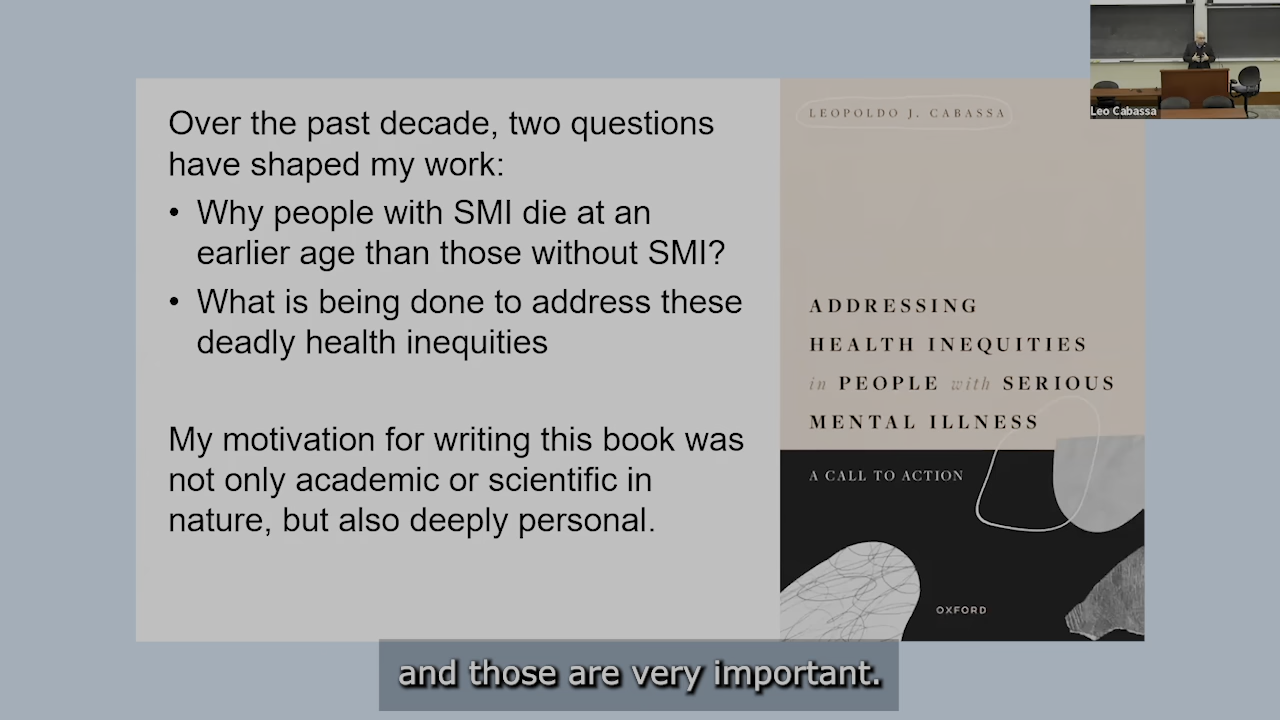 Over the past decade, two questions
have shaped my work:
• Why people with SMI die at an
earlier age than those without SMI?
• What is being done to address these
deadly health inequities
My motivation for writing this book was
not only academic or scientific in
nature, but also deeply personal.
LEOPOLDO J. CABASSA
ADDRESSING
HEALTH INEQUITIES
in PEOPLE with SERIOUS
MENTAL ILLNESS
A CALL TO ACTION
OXFORD
Leo Cabassa
and those are very important.